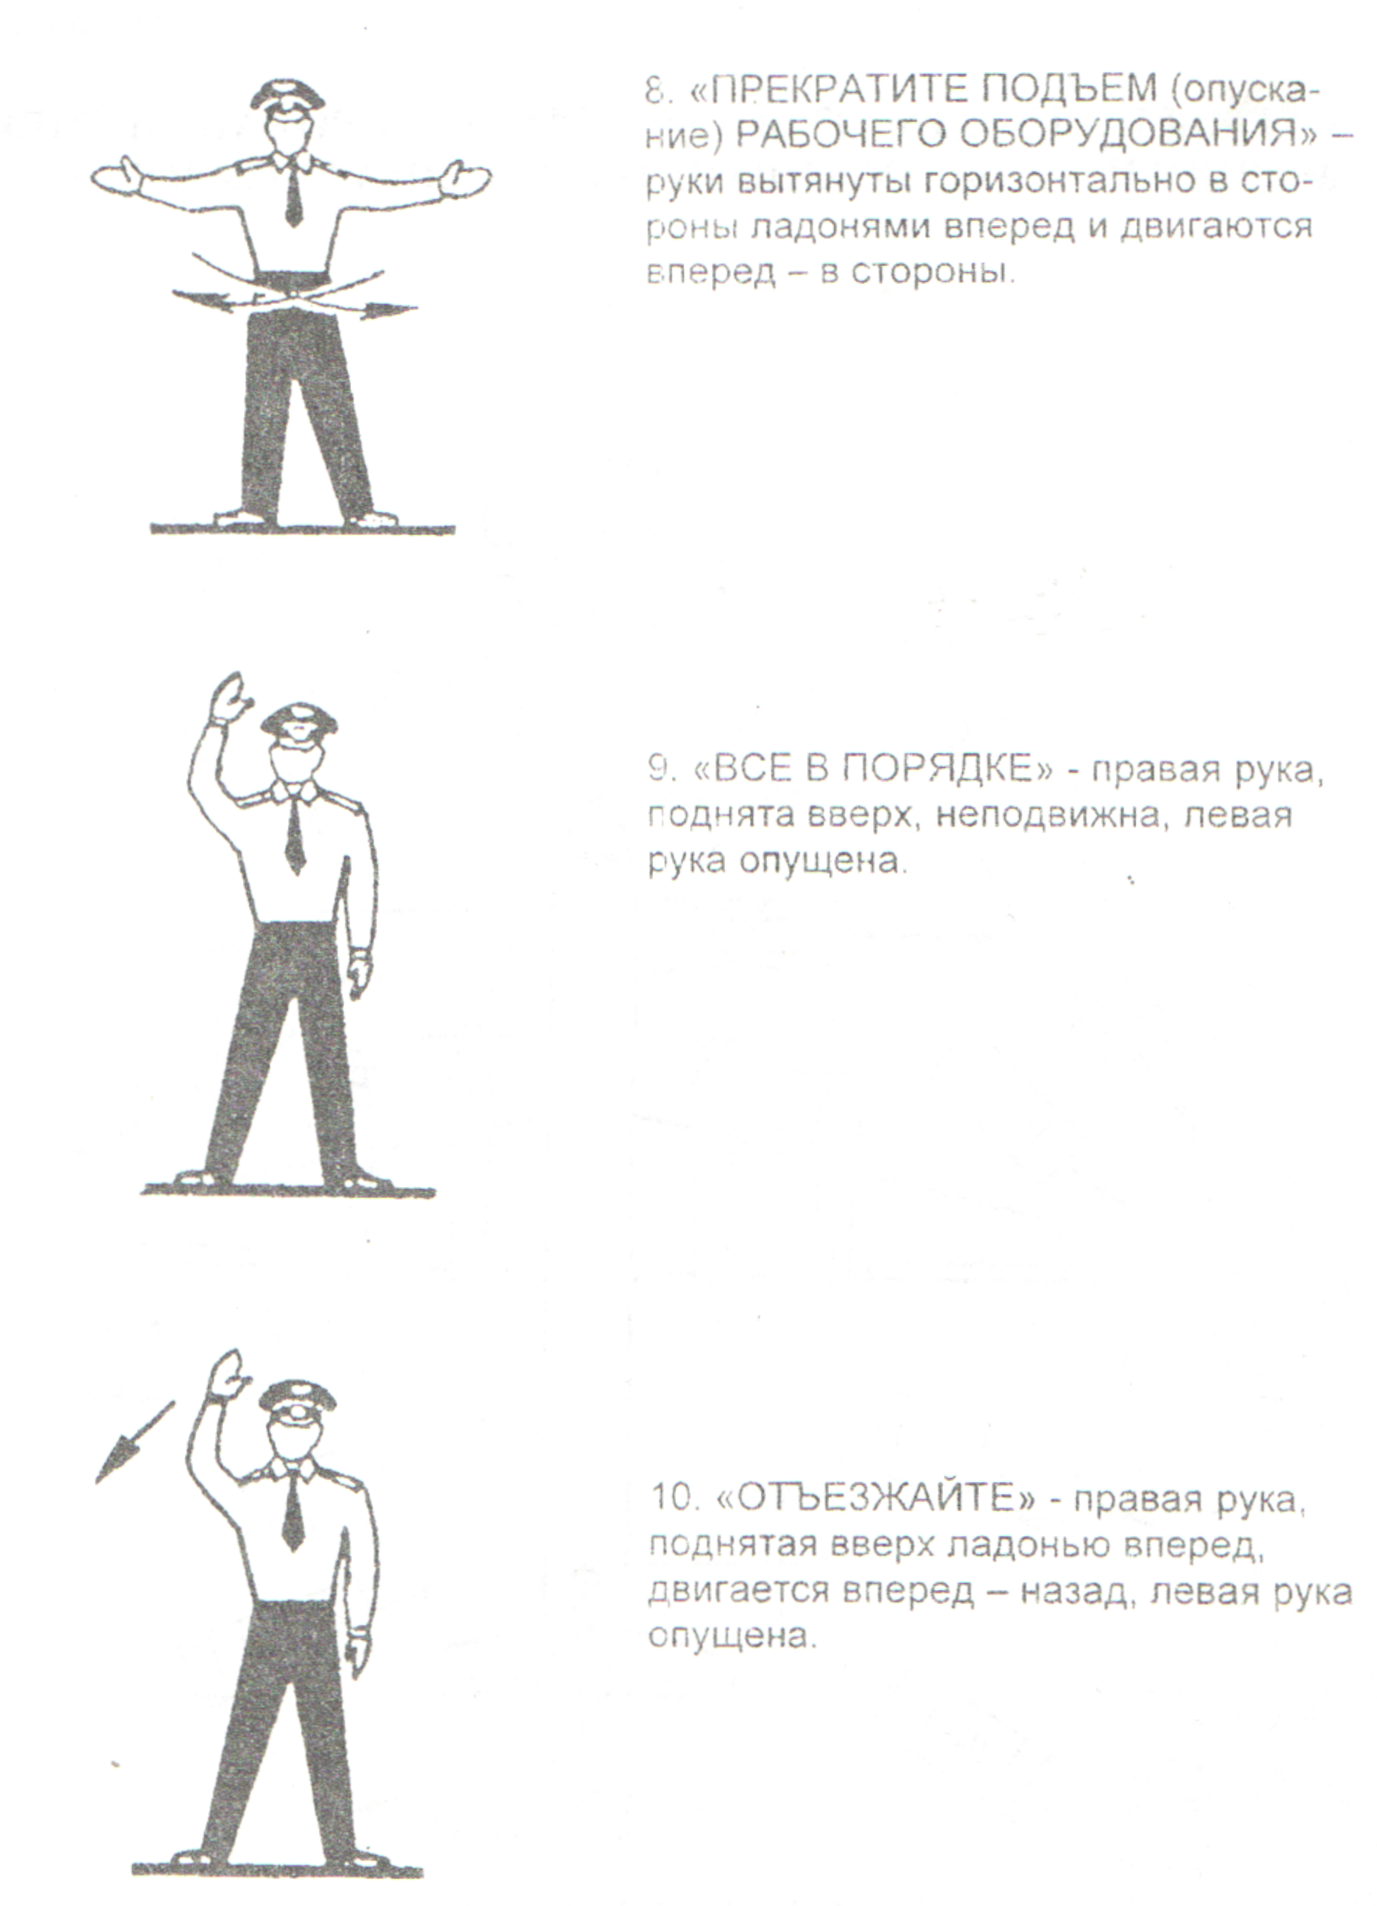 8. «ПРЕКРАТИТЕ ПОДЪЕМ (опуска-
ние) РАБОЧЕГО ОБОРУДОВАНИЯ» –
руки вытянуты горизонтально в сто-
роны ладонями вперед и двигаются
вперед – в стороны.
9. «ВСЕ В ПОРЯДКЕ» - правая рука,
поднята вверх, неподвижна, левая
рука опущена.
10. «ОТЪЕЗЖАЙТЕ» - правая рука,
поднятая вверх ладонью вперед,
двигается вперед – назад, левая рука
опущена.